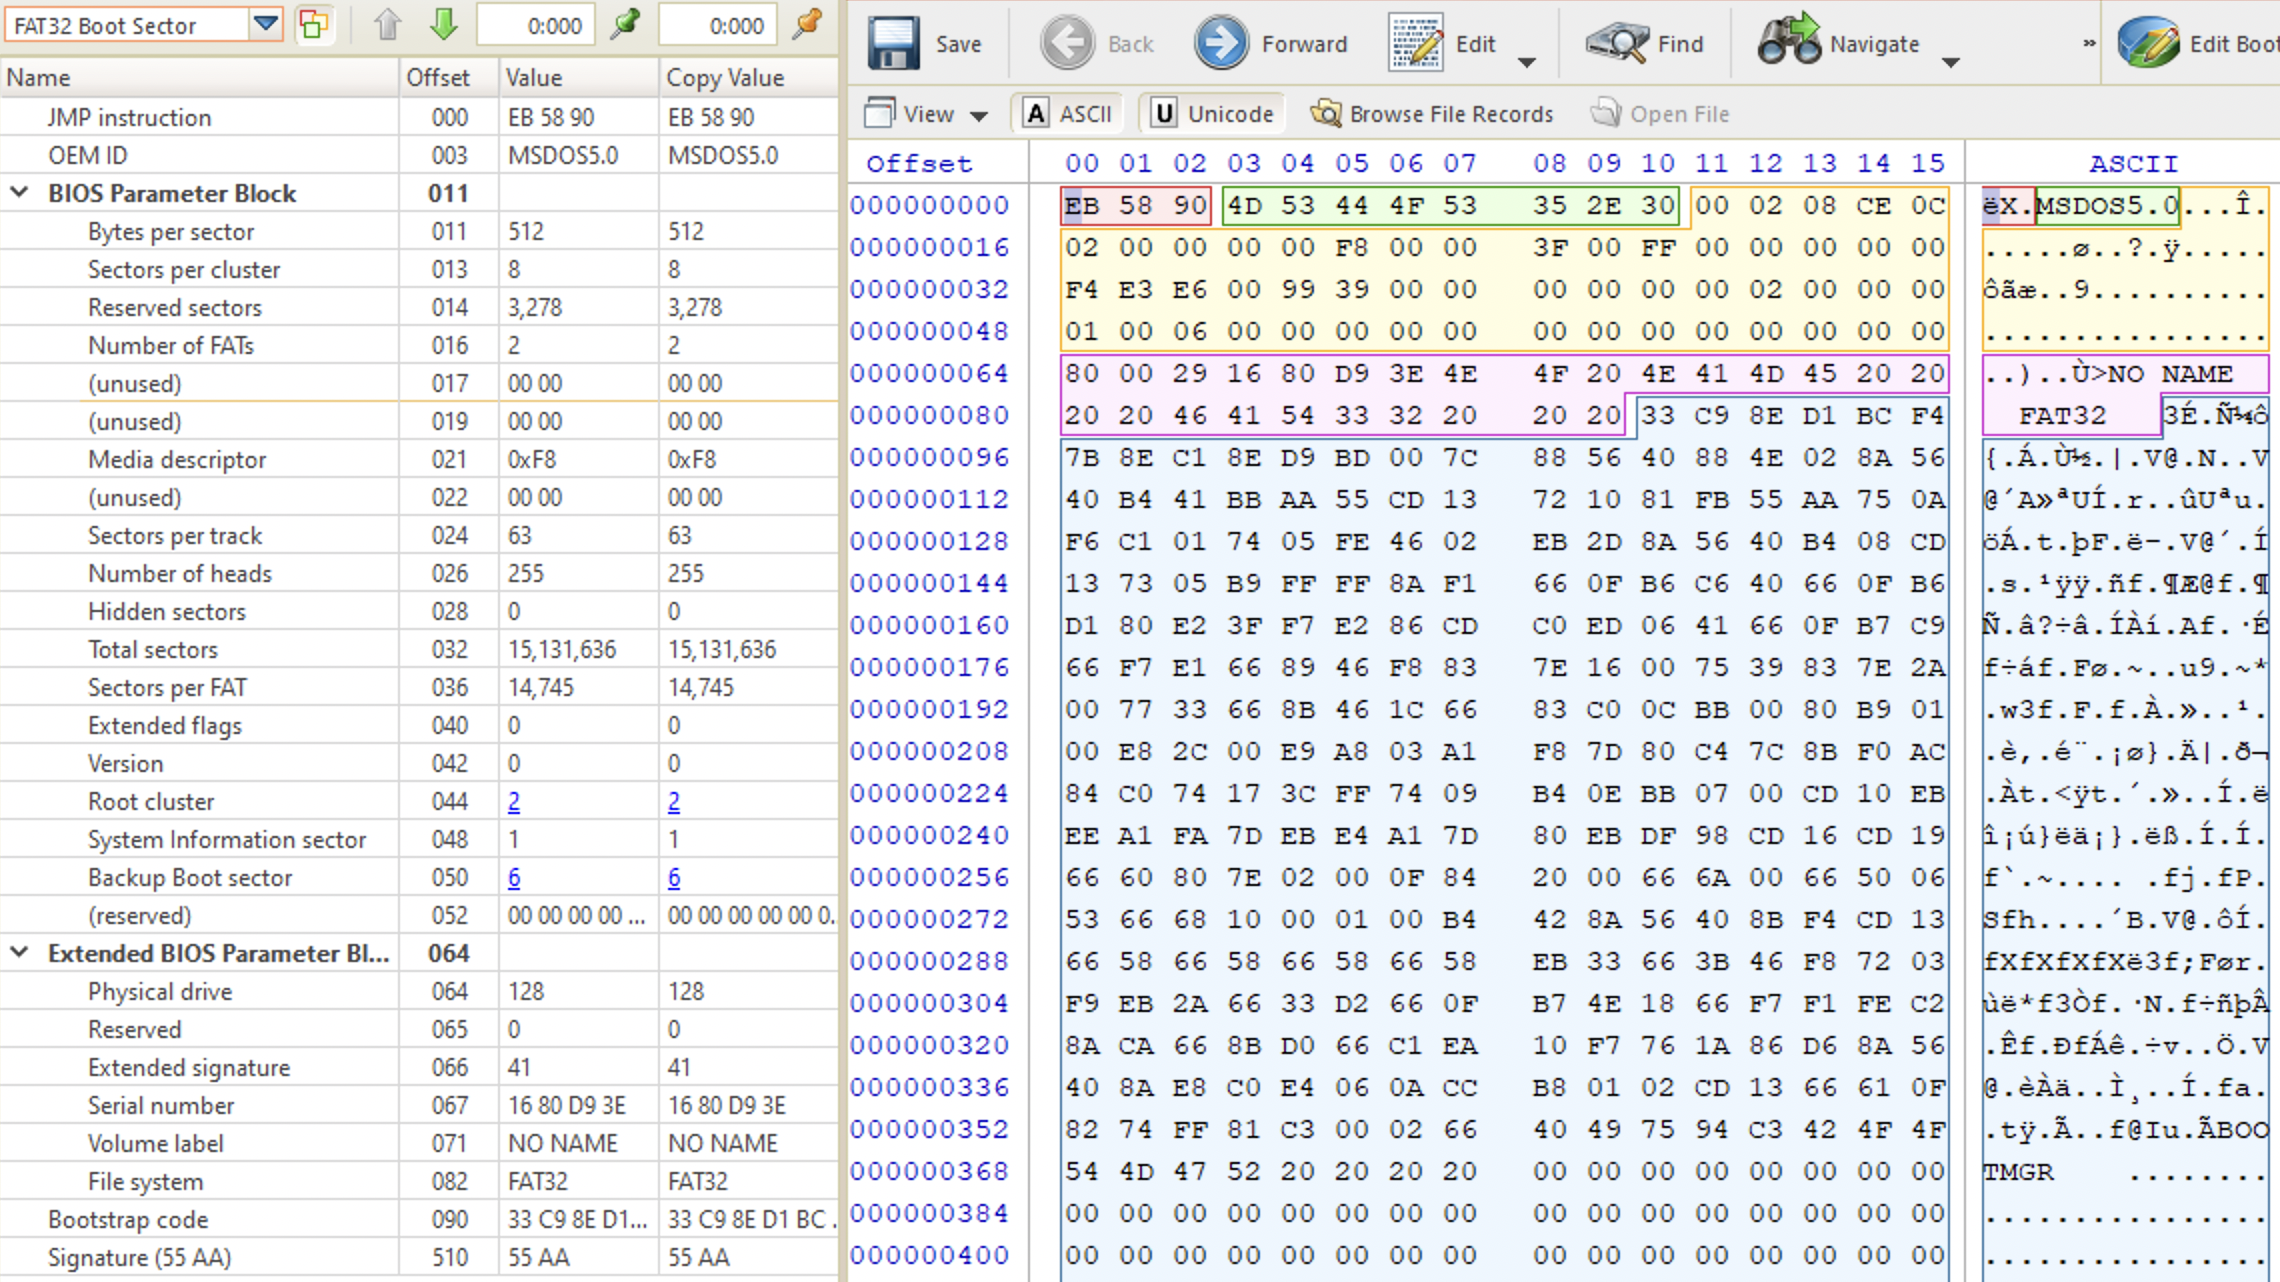 FAT32 Boot Sector 0:000 0:000
Name Offset Value Copy Value
JMP instruction 000 EB 58 90 EB 58 90
OEM ID 003 MSDOS5.0 MSDOS5.0
BIOS Parameter Block 011
Bytes per sector 011 512 512
Sectors per cluster 013 8 8
Reserved sectors 014 3,278 3,278
Number of FATs 016 2 2
(unused) 017 00 00 00 00
(unused) 019 00 00 00 00
Media descriptor 021 0xF8 0xF8
(unused) 022 00 00 00 00
Sectors per track 024 63 63
Number of heads 026 255 255
Hidden sectors 028 0 0
Total sectors 032 15,131,636 15,131,636
Sectors per FAT 036 14,745 14,745
Extended flags 040 0 0
Version 042 0 0
Root cluster 044 2 2
System Information sector 048 1 1
Backup Boot sector 050 6 6
(reserved) 052 00 00 00 00 ... 00 00 00 00 00 0.
Extended BIOS Parameter Bl... 064
Physical drive 064 128 128
Reserved 065 0 0
Extended signature 066 41 41
Serial number 067 16 80 D9 3E 16 80 D9 3E
Volume label 071 NO NAME NO NAME
File system 082 FAT32 FAT32
Bootstrap code 090 33 C9 8E D1... 33 C9 8E D1 BC .
Signature (55 AA) 510 55 AA 55 AA
Save Back Forward Edit Find Navigate » Edit Boot
View A ASCII U Unicode Browse File Records Open File
Offset 00 01 02 03 04 05 06 07 08 09 10 11 12 13 14 15 ASCII
000000000 EB 58 90 4D 53 44 4F 53 35 2E 30 00 02 08 CE 0C ëX.MSDOS5.0...Î.
000000016 02 00 00 00 00 F8 00 00 3F 00 FF 00 00 00 00 00 .....ø..?.ÿ.....
000000032 F4 E3 E6 00 99 39 00 00 00 00 00 00 02 00 00 00 ôãæ..9..........
000000048 01 00 06 00 00 00 00 00 00 00 00 00 00 00 00 00 ................
000000064 80 00 29 16 80 D9 3E 4E 4F 20 4E 41 4D 45 20 20 ..)..Ù>NO NAME
000000080 20 20 46 41 54 33 32 20 20 20 33 C9 8E D1 BC F4 FAT32 3É.Ñ¼ô
000000096 7B 8E C1 8E D9 BD 00 7C 88 56 40 88 4E 02 8A 56 {.Á.Ù½.|.V@.N..V
000000112 40 B4 41 BB AA 55 CD 13 72 10 81 FB 55 AA 75 0A @´A»ªUÍ.r..ûUªu.
000000128 F6 C1 01 74 05 FE 46 02 EB 2D 8A 56 40 B4 08 CD öÁ.t.þF.ë-.V@´.Í
000000144 13 73 05 B9 FF FF 8A F1 66 0F B6 C6 40 66 0F B6 .s.¹ÿÿ.ñf.¶Æ@f.¶
000000160 D1 80 E2 3F F7 E2 86 CD C0 ED 06 41 66 0F B7 C9 Ñ.â?÷â.ÍÀí.Af.·É
000000176 66 F7 E1 66 89 46 F8 83 7E 16 00 75 39 83 7E 2A f÷áf.Fø.~..u9.~*
000000192 00 77 33 66 8B 46 1C 66 83 C0 0C BB 00 80 B9 01 .w3f.F.f.À.»..¹.
000000208 00 E8 2C 00 E9 A8 03 A1 F8 7D 80 C4 7C 8B F0 AC .è,.é¨.¡ø}.Ä|.ð¬
000000224 84 C0 74 17 3C FF 74 09 B4 0E BB 07 00 CD 10 EB .Àt.<ÿt.´.»..Í.ë
000000240 EE A1 FA 7D EB E4 A1 7D 80 EB DF 98 CD 16 CD 19 î¡ú}ëä¡}.ëß.Í.Í.
000000256 66 60 80 7E 02 00 0F 84 20 00 66 6A 00 66 50 06 f`.~.... .fj.fP.
000000272 53 66 68 10 00 01 00 B4 42 8A 56 40 8B F4 CD 13 Sfh....´B.V@.ôÍ.
000000288 66 58 66 58 66 58 66 58 EB 33 66 3B 46 F8 72 03 fXfXfXfXë3f;Før.
000000304 F9 EB 2A 66 33 D2 66 0F B7 4E 18 66 F7 F1 FE C2 ùë*f3Òf.·N.f÷ñþÂ
000000320 8A CA 66 8B D0 66 C1 EA 10 F7 76 1A 86 D6 8A 56 .Êf.ÐfÁê.÷v..Ö.V
000000336 40 8A E8 C0 E4 06 0A CC B8 01 02 CD 13 66 61 0F @.èÀä..Ì¸..Í.fa.
000000352 82 74 FF 81 C3 00 02 66 40 49 75 94 C3 42 4F 4F .tÿ.Ã..f@Iu.ÃBOO
000000368 54 4D 47 52 20 20 20 20 00 00 00 00 00 00 00 00 TMGR ........
000000384 00 00 00 00 00 00 00 00 00 00 00 00 00 00 00 00 ................
000000400 00 00 00 00 00 00 00 00 00 00 00 00 00 00 00 00 ................